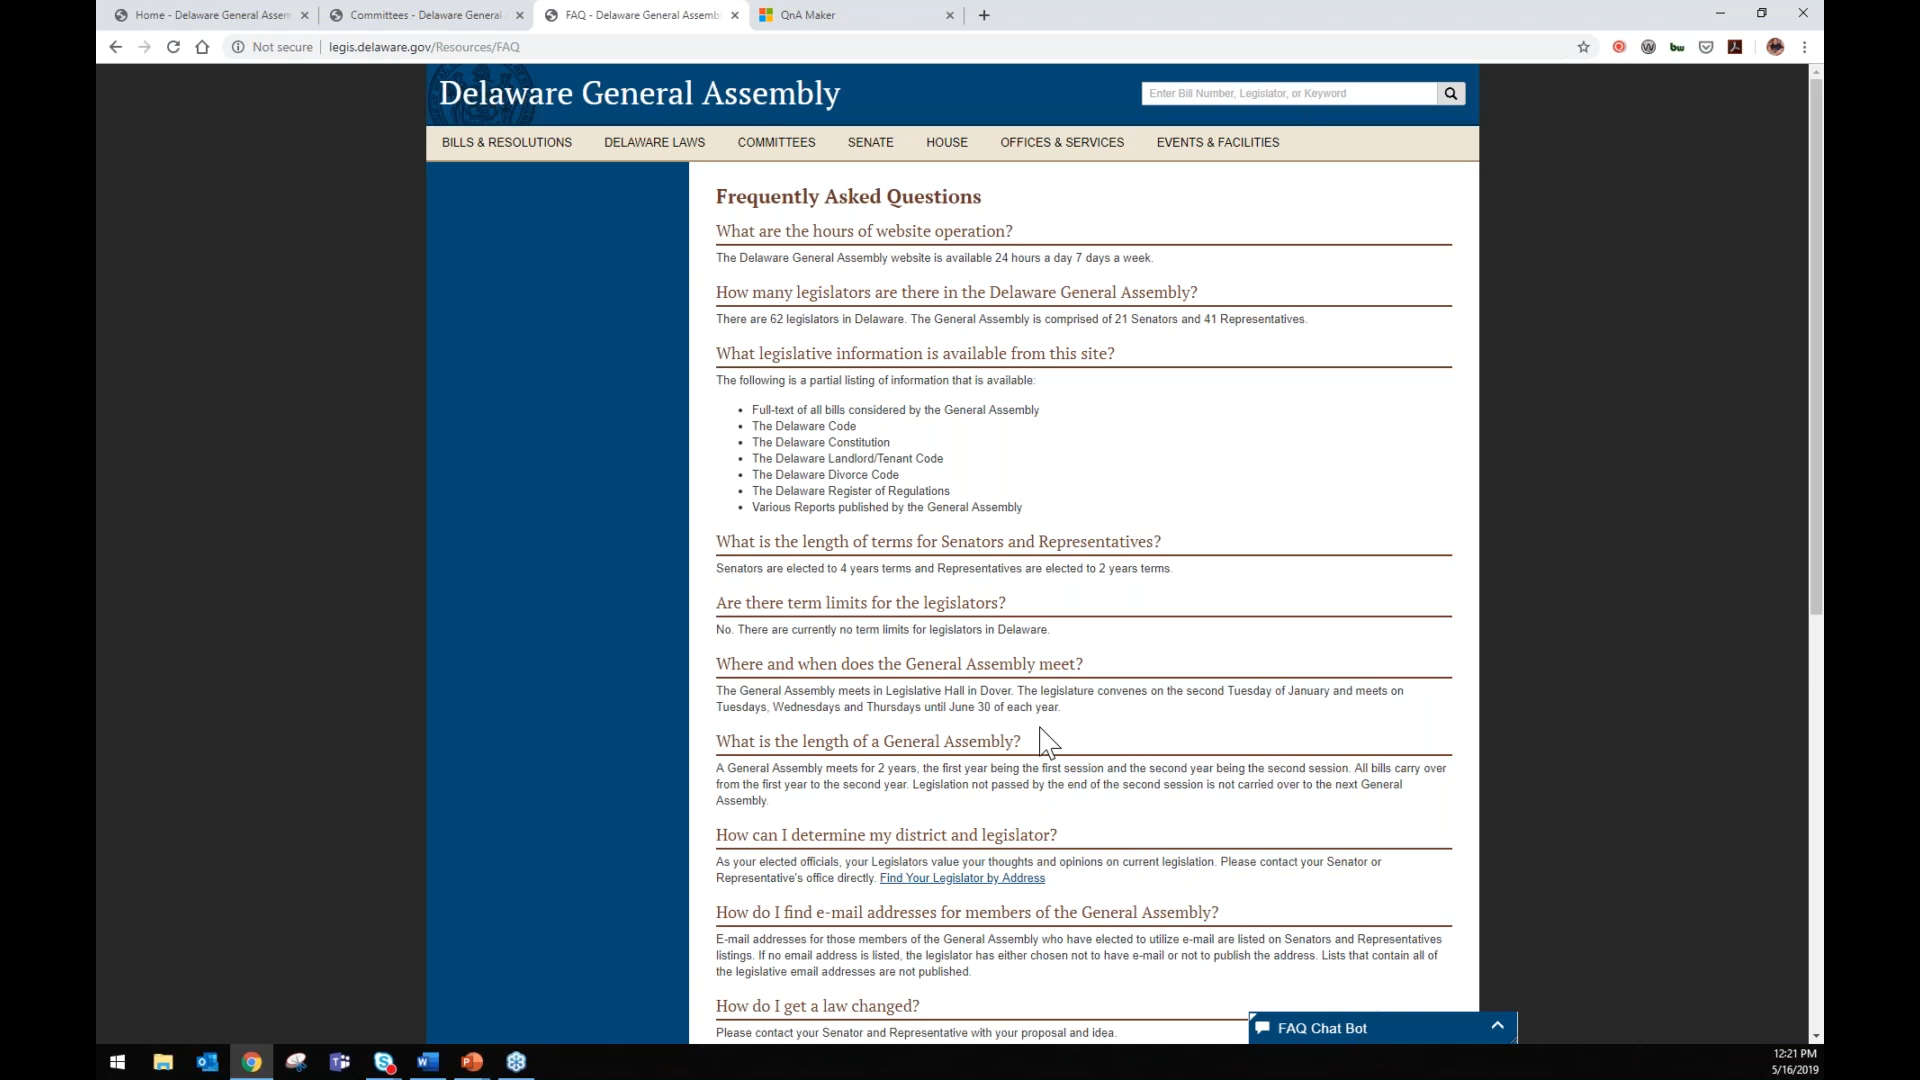 Home - Delaware General Assem
Committees - Delaware General
FAQ - Delaware General Assembl
QnA Maker
Not secure
legis.delaware.gov/Resources/FAQ
Delaware General Assembly
Enter Bill Number, Legislator, or Keyword
BILLS & RESOLUTIONS
DELAWARE LAWS
COMMITTEES
SENATE
HOUSE
OFFICES & SERVICES
EVENTS & FACILITIES
Frequently Asked Questions
What are the hours of website operation?
The Delaware General Assembly website is available 24 hours a day 7 days a week.
How many legislators are there in the Delaware General Assembly?
There are 62 legislators in Delaware. The General Assembly is comprised of 21 Senators and 41 Representatives.
What legislative information is available from this site?
The following is a partial listing of information that is available:
• Full-text of all bills considered by the General Assembly
• The Delaware Code
• The Delaware Constitution
• The Delaware Landlord/Tenant Code
• The Delaware Divorce Code
• The Delaware Register of Regulations
• Various Reports published by the General Assembly
What is the length of terms for Senators and Representatives?
Senators are elected to 4 years terms and Representatives are elected to 2 years terms.
Are there term limits for the legislators?
No. There are currently no term limits for legislators in Delaware.
Where and when does the General Assembly meet?
The General Assembly meets in Legislative Hall in Dover. The legislature convenes on the second Tuesday of January and meets on
Tuesdays, Wednesdays and Thursdays until June 30 of each year.
What is the length of a General Assembly?
A General Assembly meets for 2 years, the first year being the first session and the second year being the second session. All bills carry over
from the first year to the second year. Legislation not passed by the end of the second session is not carried over to the next General
Assembly.
How can I determine my district and legislator?
As your elected officials, your Legislators value your thoughts and opinions on current legislation. Please contact your Senator or
Representative's office directly. Find Your Legislator by Address
How do I find e-mail addresses for members of the General Assembly?
E-mail addresses for those members of the General Assembly who have elected to utilize e-mail are listed on Senators and Representatives
listings. If no email address is listed, the legislator has either chosen not to have e-mail or not to publish the address. Lists that contain all of
the legislative email addresses are not published.
How do I get a law changed?
Please contact your Senator and Representative with your proposal and idea.
FAQ Chat Bot
12:21 PM
5/16/2019